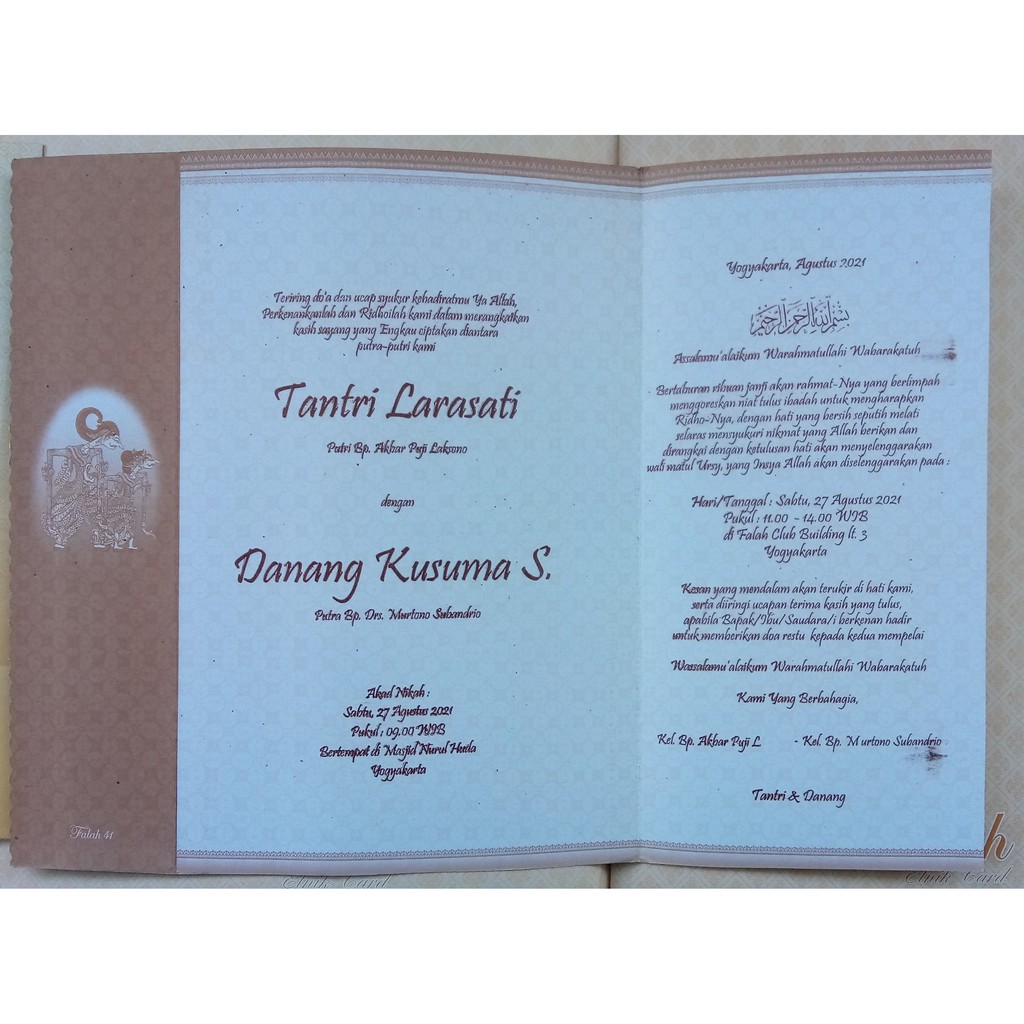 Teriring do'a dan ucap syukur kehadiratmu Ya Allah,
Perkenankanlah dan Ridhoilah kami dalam merangkaikan
kasih sayang yang Engkau ciptakan diantara
putra-putri kami
Tantri Larasati
Putri Bp. Akbar Puji Laksono
dengan
Danang Kusuma S.
Putra Bp. Drs. Murtono Subandrio
Akad Nikah :
Sabtu, 27 Agustus 2021
Pukul : 09.00 WIB
Bertempat di Masjid Nurul Huda
Yogyakarta
Falah 41
Yogyakarta, Agustus 2021
بسم الله الرحمن الرحيم
Assalamu'alaikum Warahmatullahi Wabarakatuh
Bertaburan ribuan janji akan rahmat-Nya yang berlimpah
menggoreskan niat tulus ibadah untuk mengharapkan
Ridho-Nya, dengan hati yang bersih seputih melati
selaras mensyukuri nikmat yang Allah berikan dan
dirangkai dengan ketulusan hati akan menyelenggarakan
wali matul Ursy, yang Insya Allah akan diselenggarakan pada :
Hari/Tanggal : Sabtu, 27 Agustus 2021
Pukul : 11.00 - 14.00 WIB
di Falah Club Building lt. 3
Yogyakarta
Kesan yang mendalam akan terukir di hati kami,
serta diiringi ucapan terima kasih yang tulus,
apabila Bapak/Ibu/Saudara/i berkenan hadir
untuk memberikan doa restu kepada kedua mempelai
Wassalamu'alaikum Warahmatullahi Wabarakatuh
Kami Yang Berbahagia,
Kel. Bp. Akbar Puji L - Kel. Bp. Murtono Subandrio
Tantri & Danang
h
Card
Card